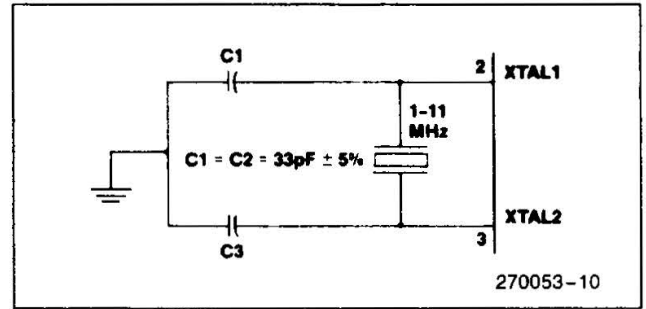 C1
2 XTAL1
1-11
MHz
C1 = C2 = 33pF ± 5%
XTAL2
3
C3
270053-10